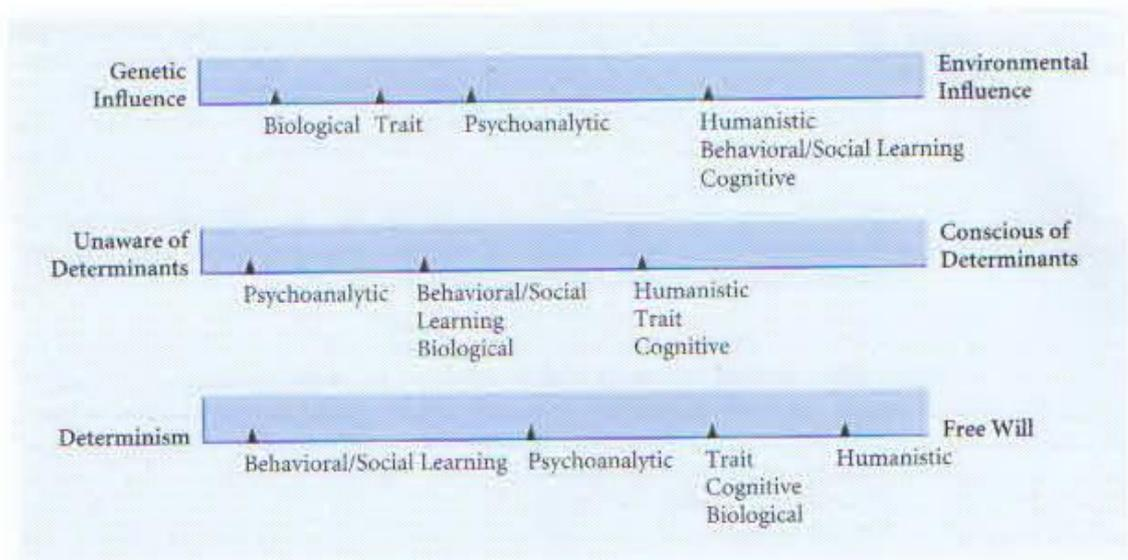 Genetic
Influence
Environmental
Influence
Biological
Trait
Psychoanalytic
Humanistic
Behavioral/Social Learning
Cognitive
Unaware of
Determinants
Conscious of
Determinants
Psychoanalytic
Behavioral/Social
Learning
Biological
Humanistic
Trait
Cognitive
Determinism
Free Will
Behavioral/Social Learning
Psychoanalytic
Trait
Cognitive
Biological
Humanistic